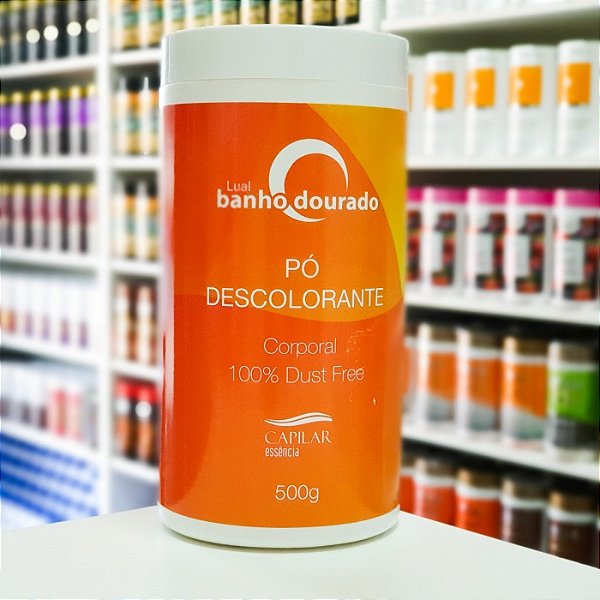 Lual
banho dourado
PÓ
DESCOLORANTE
Corporal
100% Dust Free
CAPILAR
essência
500g